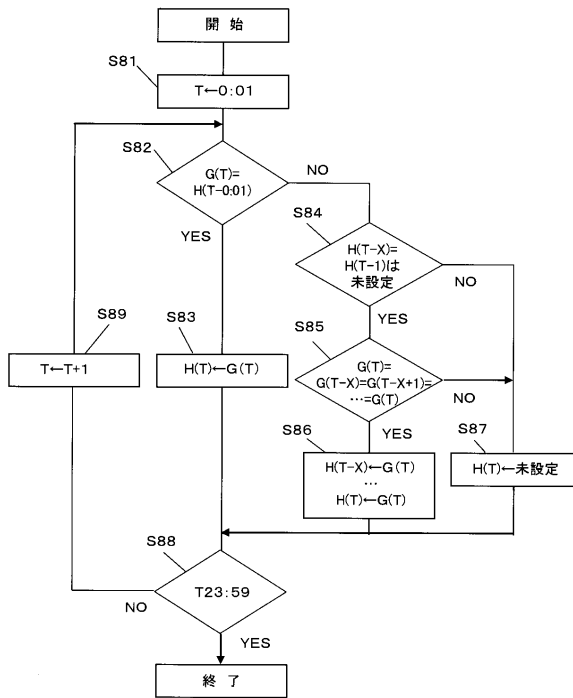 開 始
S81
T←0:01
S82
G(T)=
H(T-0:01)
NO
YES
S84
H(T-X)=
H(T-1)は
未設定
NO
YES
S89
T←T+1
S83
H(T)←G(T)
S85
G(T)=
G(T-X)=G(T-X+1)=
…=G(T)
NO
YES
S86
H(T-X)←G(T)
…
H(T)←G(T)
S87
H(T)←未設定
S88
T23:59
NO
YES
終 了